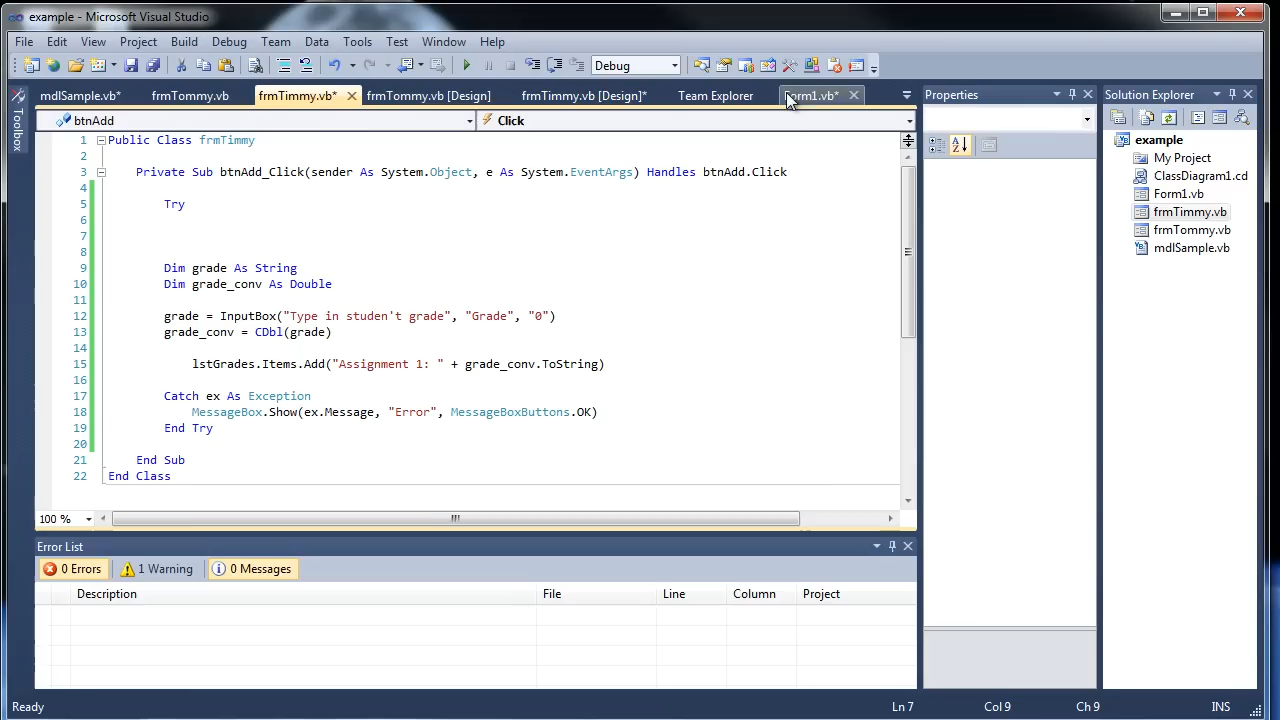 example - Microsoft Visual Studio
File Edit View Project Build Debug Team Data Tools Test Window Help
Debug
mdlSample.vb* frmTommy.vb frmTimmy.vb* frmTommy.vb [Design] frmTimmy.vb [Design]* Team Explorer Form1.vb*
Properties
Solution Explorer
Toolbox
btnAdd Click
1 Public Class frmTimmy
2
3 Private Sub btnAdd_Click(sender As System.Object, e As System.EventArgs) Handles btnAdd.Click
4
5 Try
6
7
8
9 Dim grade As String
10 Dim grade_conv As Double
11
12 grade = InputBox("Type in studen't grade", "Grade", "0")
13 grade_conv = CDbl(grade)
14
15 lstGrades.Items.Add("Assignment 1: " + grade_conv.ToString)
16
17 Catch ex As Exception
18 MessageBox.Show(ex.Message, "Error", MessageBoxButtons.OK)
19 End Try
20
21 End Sub
22 End Class
100 %
example
My Project
ClassDiagram1.cd
Form1.vb
frmTimmy.vb
frmTommy.vb
mdlSample.vb
Error List
0 Errors 1 Warning 0 Messages
Description File Line Column Project
Ready Ln 7 Col 9 Ch 9 INS